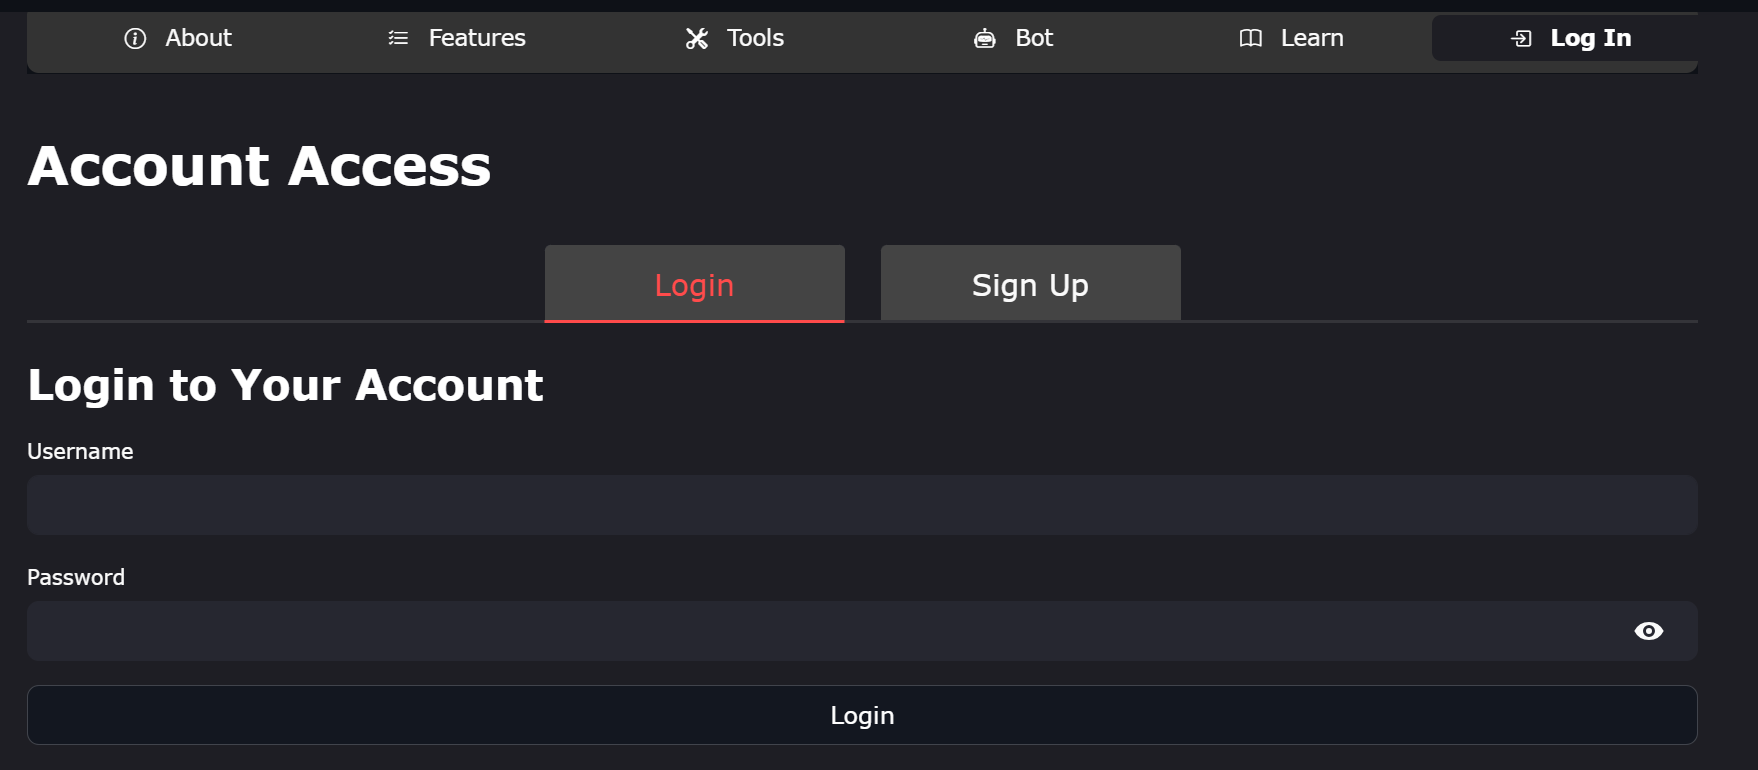 About Features Tools Bot Learn Log In
Account Access
Login Sign Up
Login to Your Account
Username
Password
Login